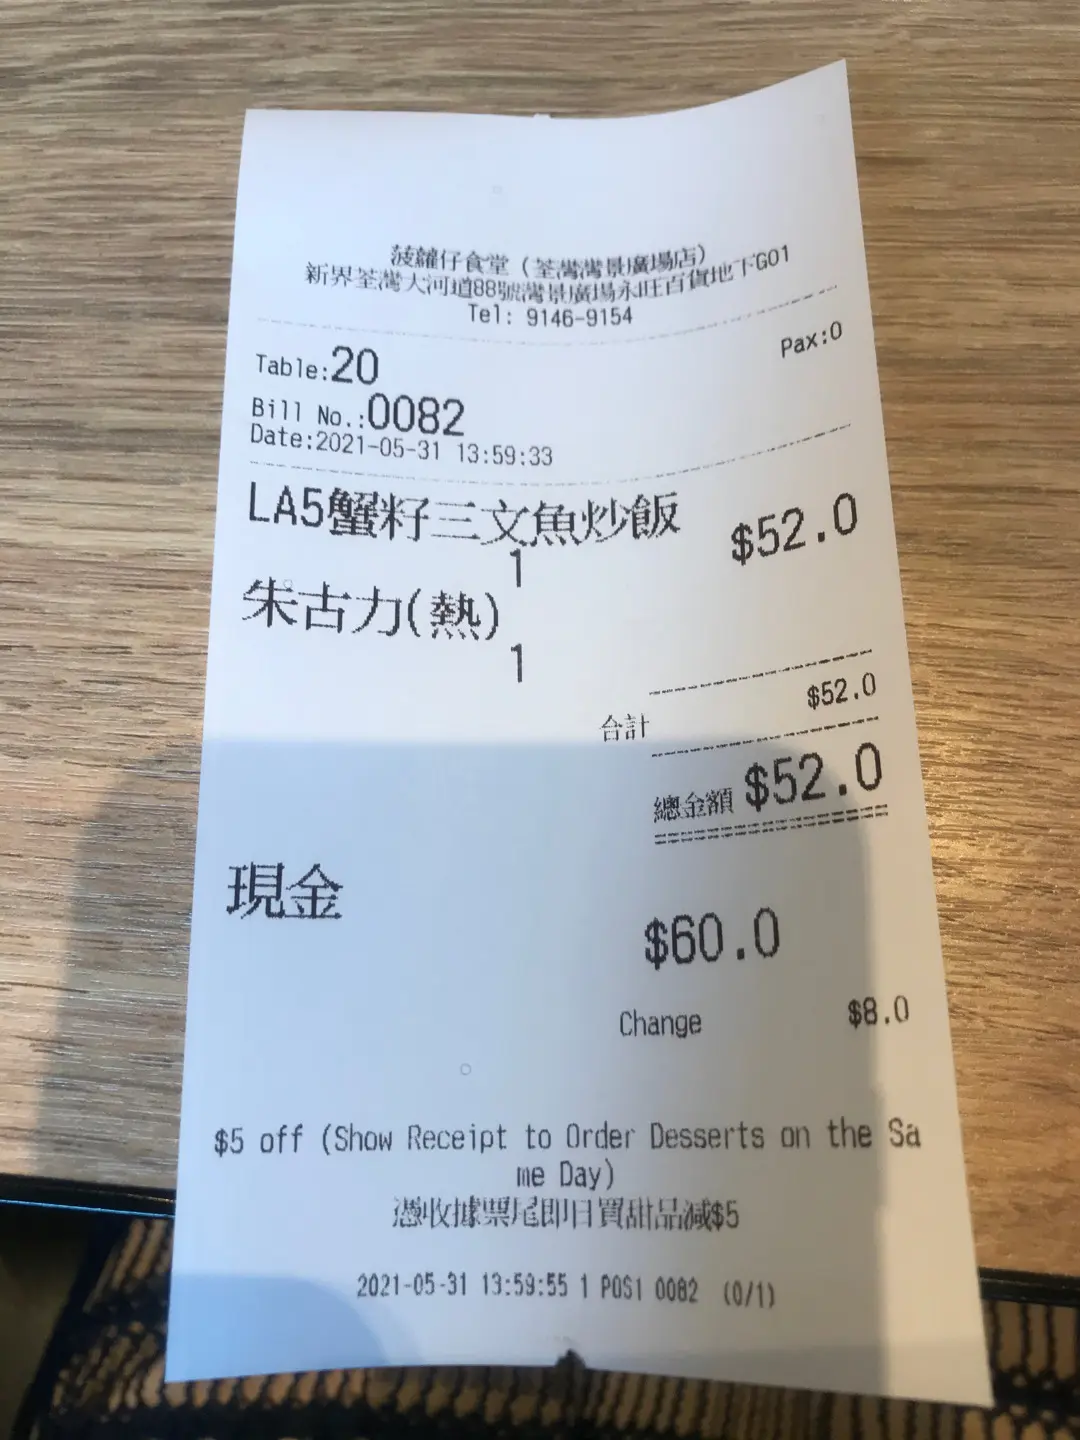 菠蘿仔食堂（荃灣灣景廣場店）
新界荃灣大河道88號灣景廣場永旺百貨地下G01
Tel: 9146-9154
Pax:0
Table:20
Bill No.:0082
Date:2021-05-31 13:59:33
LA5蟹籽三文魚炒飯 $52.0
1
朱古力(熱)
1
合計 $52.0
總金額 $52.0
現金 $60.0
Change $8.0
$5 off (Show Receipt to Order Desserts on the Sa
me Day)
憑收據票尾即日買甜品減$5
2021-05-31 13:59:55 1 POS1 0082 (0/1)